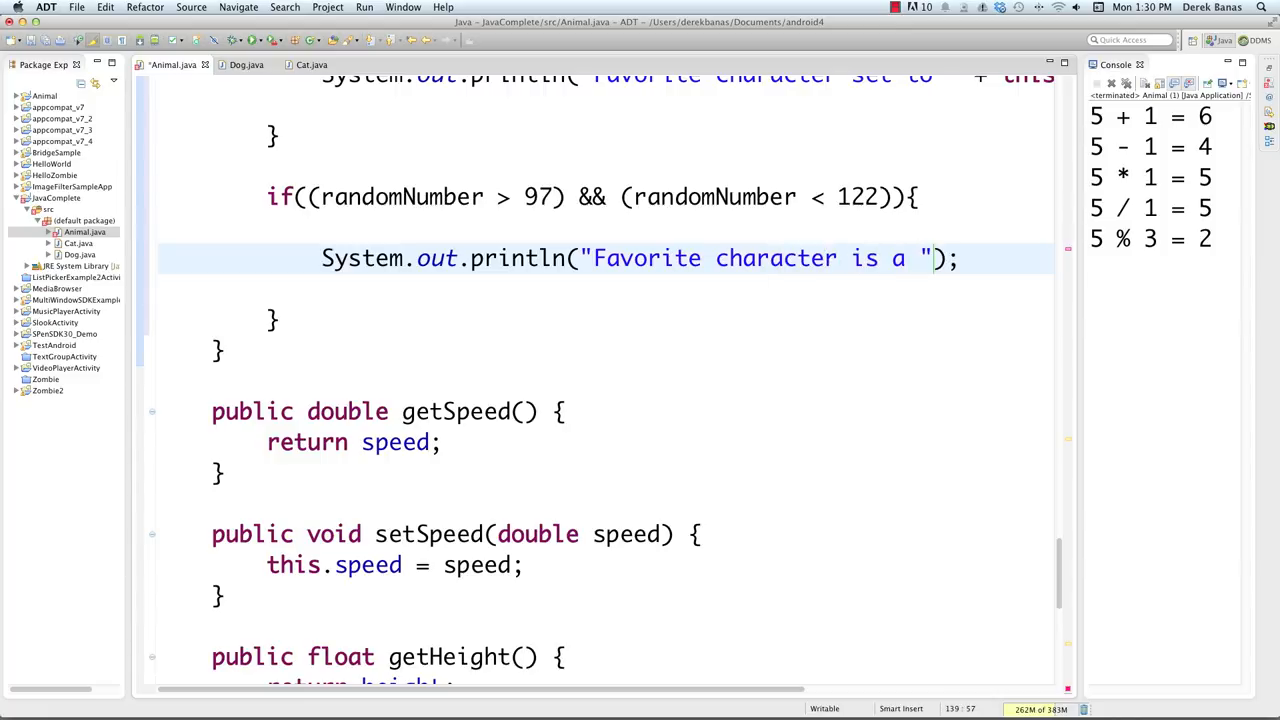 ADT File Edit Refactor Source Navigate Search Project Run Window Help
10 Mon 1:30 PM Derek Banas
Java – JavaComplete/src/Animal.java – ADT – /Users/derekbanas/Documents/android4
Quick Access Java DDMS
Package Exp
Animal
appcompat_v7
appcompat_v7_2
appcompat_v7_3
appcompat_v7_4
BridgeSample
HelloWorld
HelloZombie
ImageFilterSampleApp
JavaComplete
src
(default package)
Animal.java
Cat.java
Dog.java
JRE System Library [Ja
ListPickerExample2Activi
MediaBrowser
MultiWindowSDKExample
MusicPlayerActivity
SlookActivity
SPenSDK30_Demo
TestAndroid
TextGroupActivity
VideoPlayerActivity
Zombie
Zombie2
*Animal.java Dog.java Cat.java
System.out.println("Favorite character set to " + this
}
if((randomNumber > 97) && (randomNumber < 122)){
System.out.println("Favorite character is a ");
}
}
public double getSpeed() {
return speed;
}
public void setSpeed(double speed) {
this.speed = speed;
}
public float getHeight() {
return height;
Console
<terminated> Animal (1) [Java Application] /S
5 + 1 = 6
5 - 1 = 4
5 * 1 = 5
5 / 1 = 5
5 % 3 = 2
Writable Smart Insert 139 : 57 262M of 383M